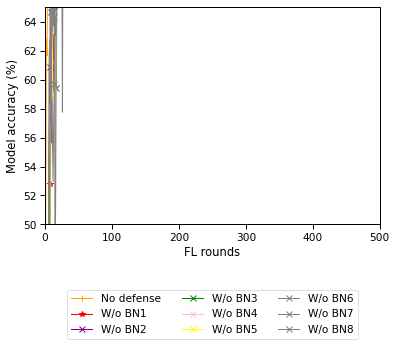 64
62
60
58
56
54
52
50
Model accuracy (%)
0 100 200 300 400 500
FL rounds
No defense W/o BN3 W/o BN6
W/o BN1 W/o BN4 W/o BN7
W/o BN2 W/o BN5 W/o BN8